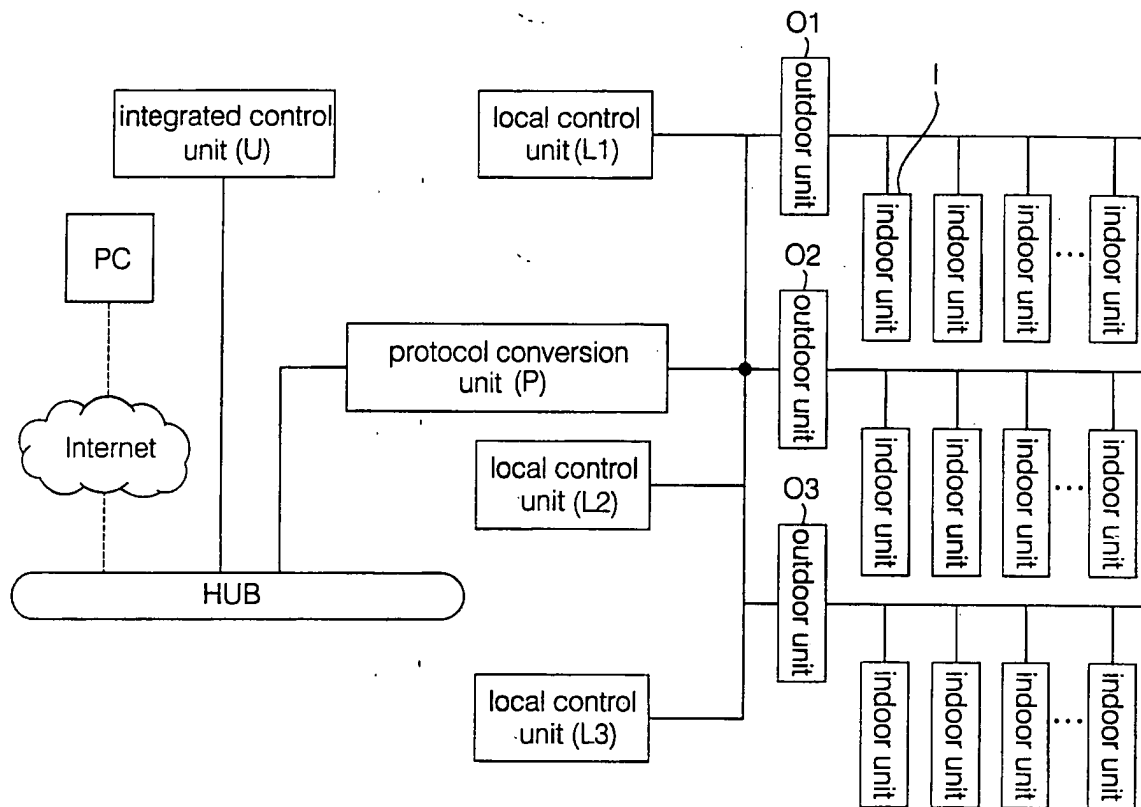 O1
outdoor unit
I
integrated control
unit (U)
local control
unit (L1)
indoor unit
indoor unit
indoor unit
...
indoor unit
PC
O2
outdoor unit
protocol conversion
unit (P)
Internet
local control
unit (L2)
indoor unit
indoor unit
indoor unit
...
indoor unit
O3
outdoor unit
HUB
local control
unit (L3)
indoor unit
indoor unit
indoor unit
...
indoor unit